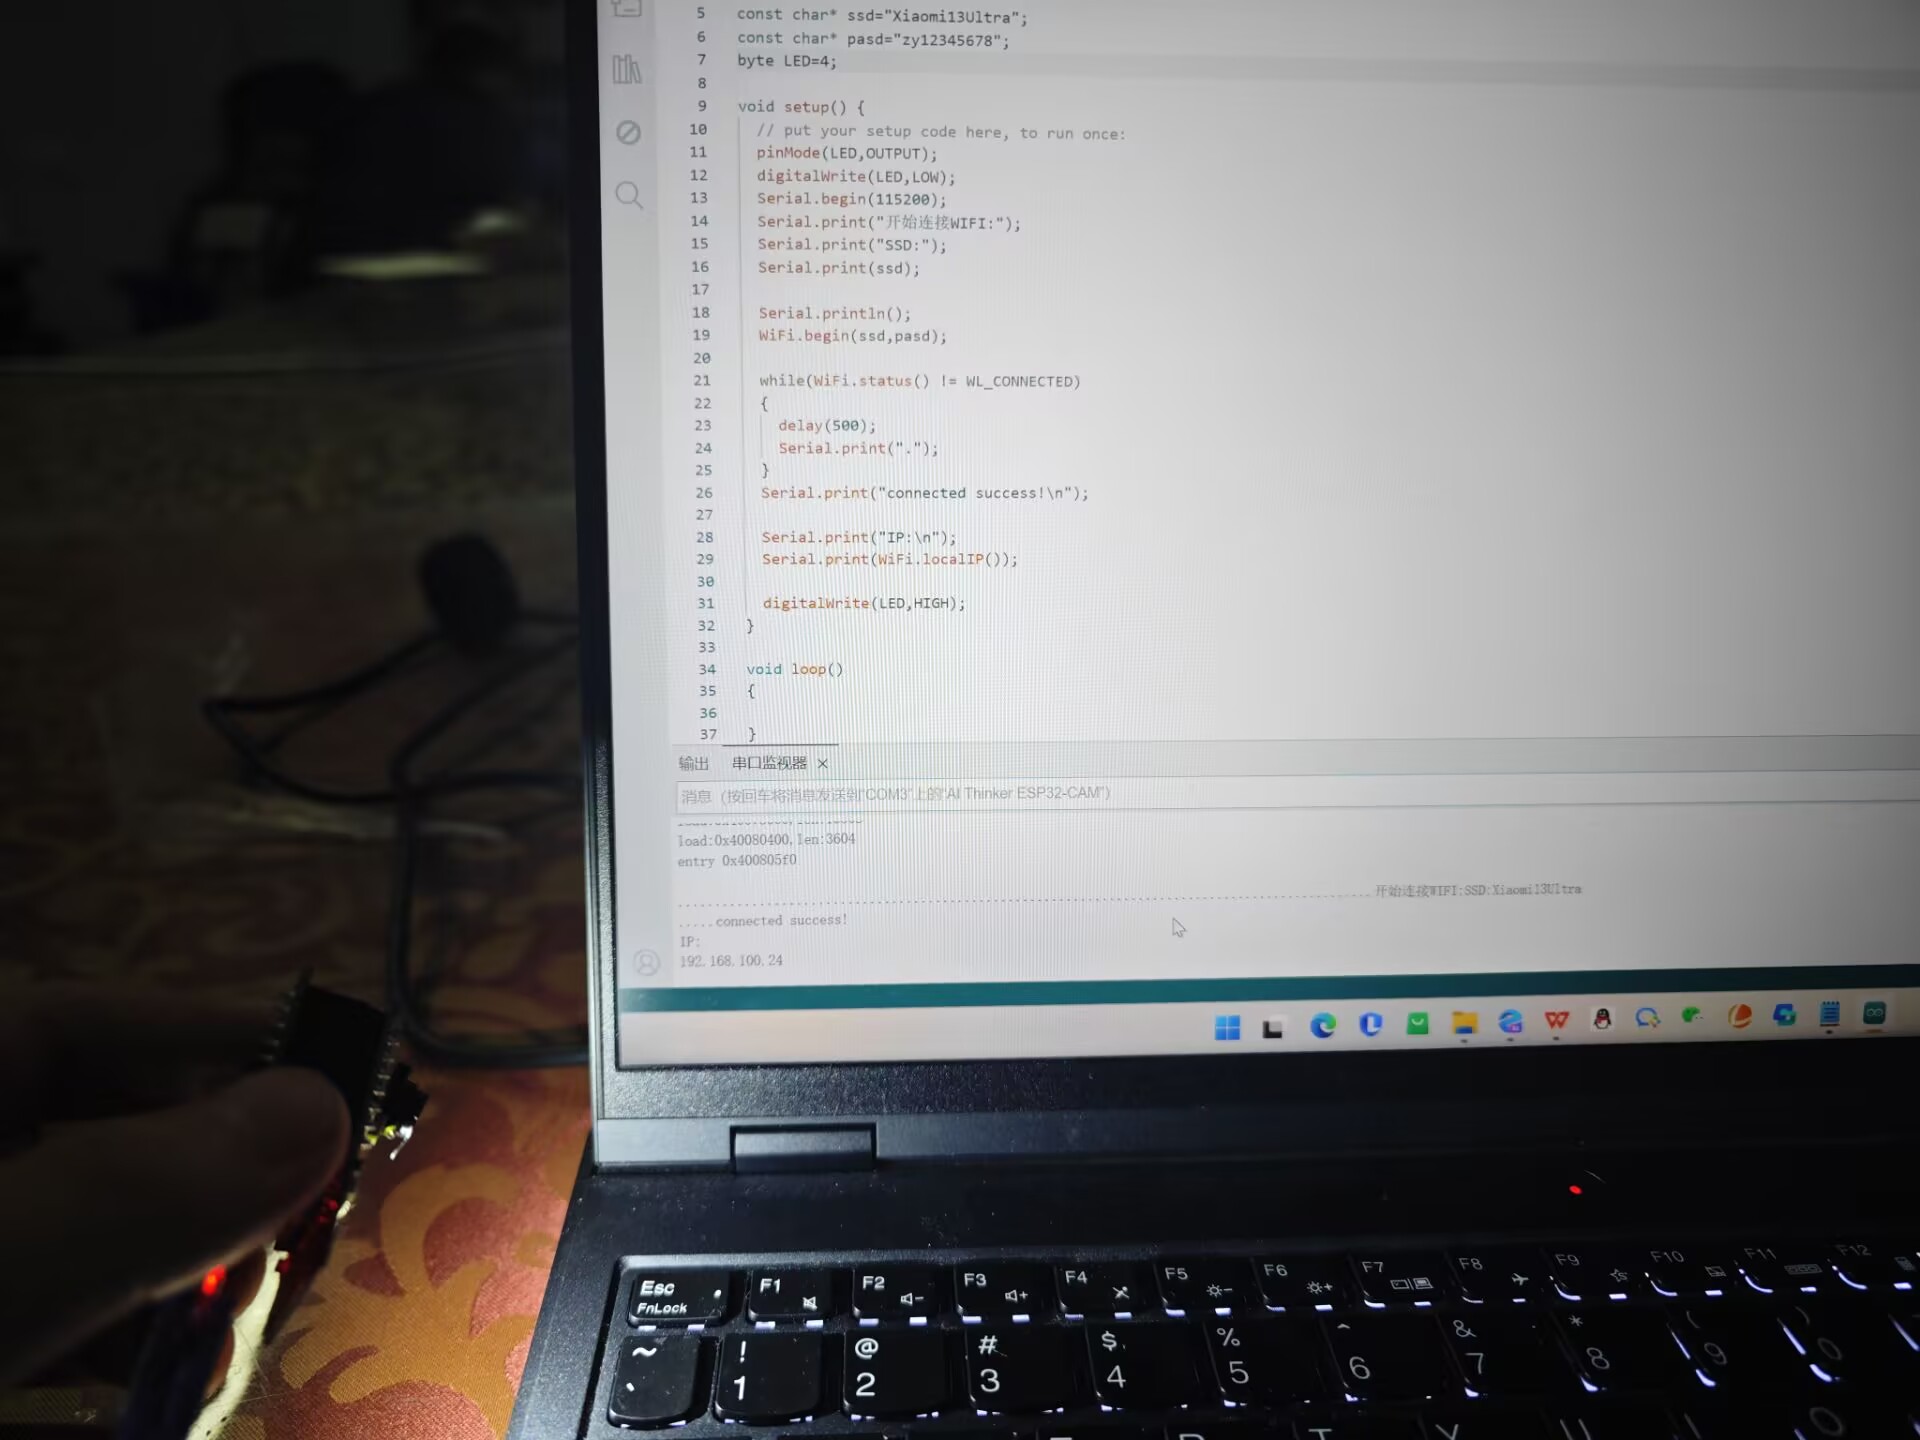 5 const char* ssd="Xiaomi13Ultra";
6 const char* pasd="zy12345678";
7 byte LED=4;
8
9 void setup() {
10 // put your setup code here, to run once:
11 pinMode(LED,OUTPUT);
12 digitalWrite(LED,LOW);
13 Serial.begin(115200);
14 Serial.print("开始连接WIFI:");
15 Serial.print("SSD:");
16 Serial.print(ssd);
17
18 Serial.println();
19 WiFi.begin(ssd,pasd);
20
21 while(WiFi.status() != WL_CONNECTED)
22 {
23 delay(500);
24 Serial.print(".");
25 }
26 Serial.print("connected success!\n");
27
28 Serial.print("IP:\n");
29 Serial.print(WiFi.localIP());
30
31 digitalWrite(LED,HIGH);
32 }
33
34 void loop()
35 {
36
37 }
输出 串口监视器 ×
消息（按回车将消息发送到"COM3"上的"AI Thinker ESP32-CAM"）
load:0x40080400,len:3604
entry 0x400805f0
开始连接WIFI:SSD:Xiaomi13Ultra
.....connected success!
IP:
192.168.100.24
Esc F1 F2 F3 F4 F5 F6 F7 F8 F9 F10 F11 F12
FnLock
~ ! @ # $ % ^ & * (
1 2 3 4 5 6 7 8 9 0